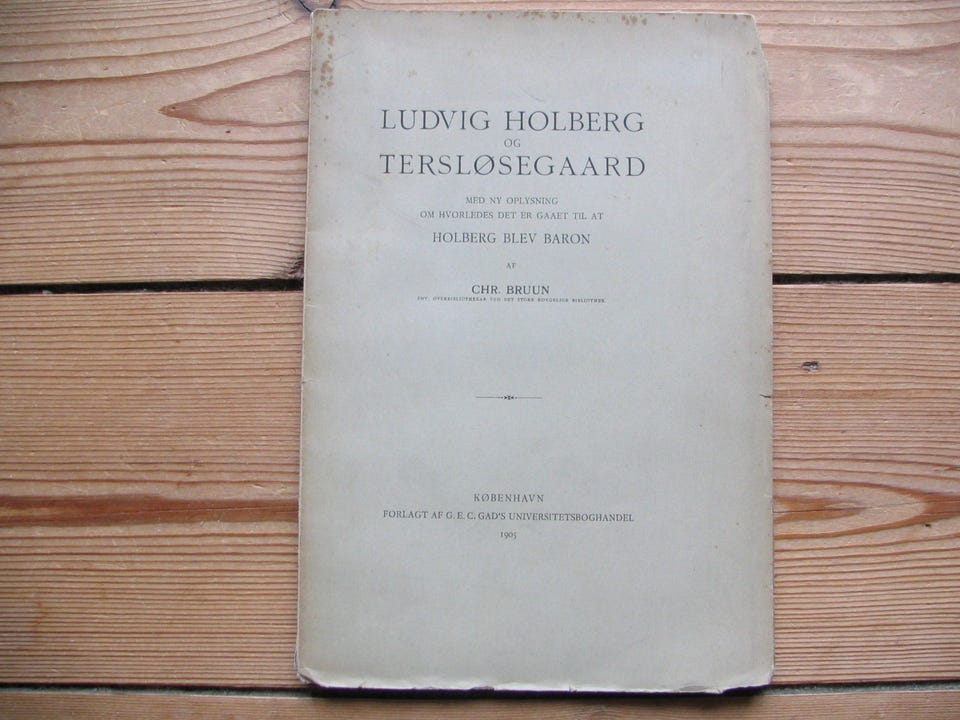 LUDVIG HOLBERG
OG
TERSLØSEGAARD
MED NY OPLYSNING
OM HVORLEDES DET ER GAAET TIL AT
HOLBERG BLEV BARON
AF
CHR. BRUUN
FHV. OVERBIBLIOTHEKAR VED DET STORE KONGELIGE BIBLIOTHEK
KØBENHAVN
FORLAGT AF G. E. C. GAD'S UNIVERSITETSBOGHANDEL
1905